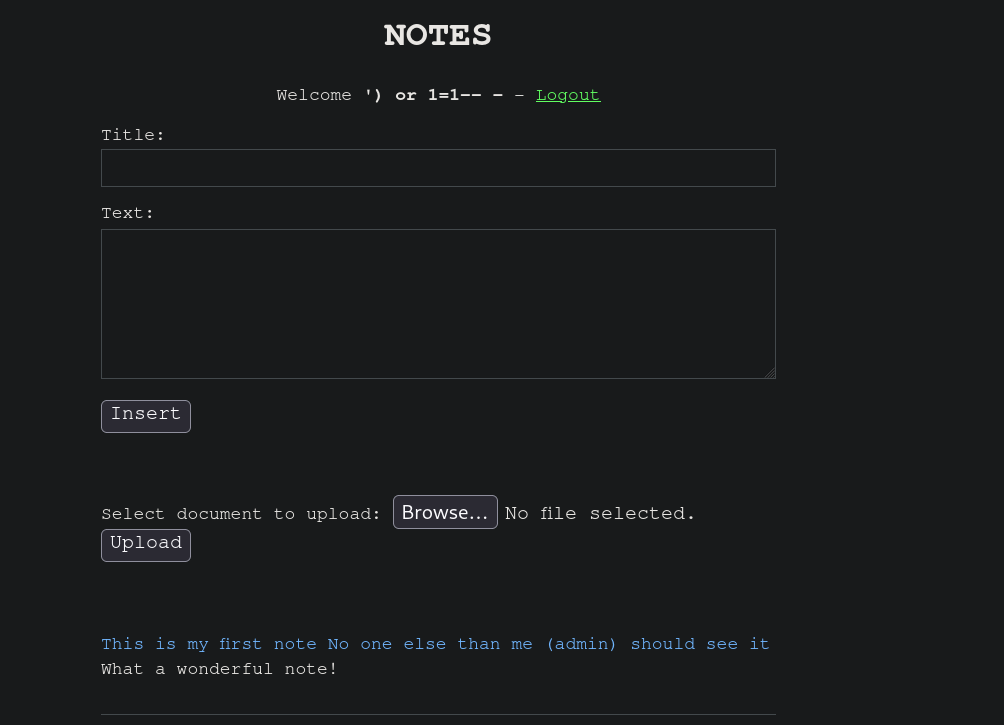 NOTES
Welcome ') or 1=1-- - - Logout
Title:
Text:
Insert
Select document to upload: Browse... No file selected.
Upload
This is my first note No one else than me (admin) should see it
What a wonderful note!